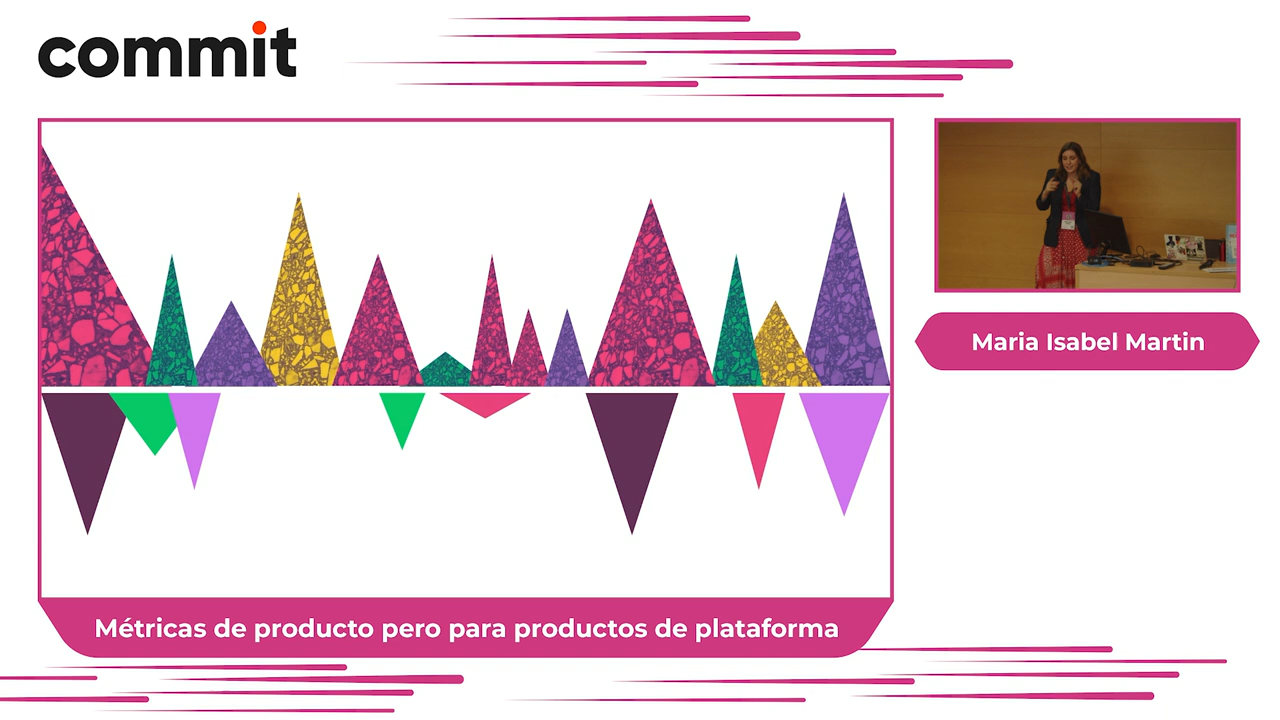 commit
Maria Isabel Martin
Métricas de producto pero para productos de plataforma